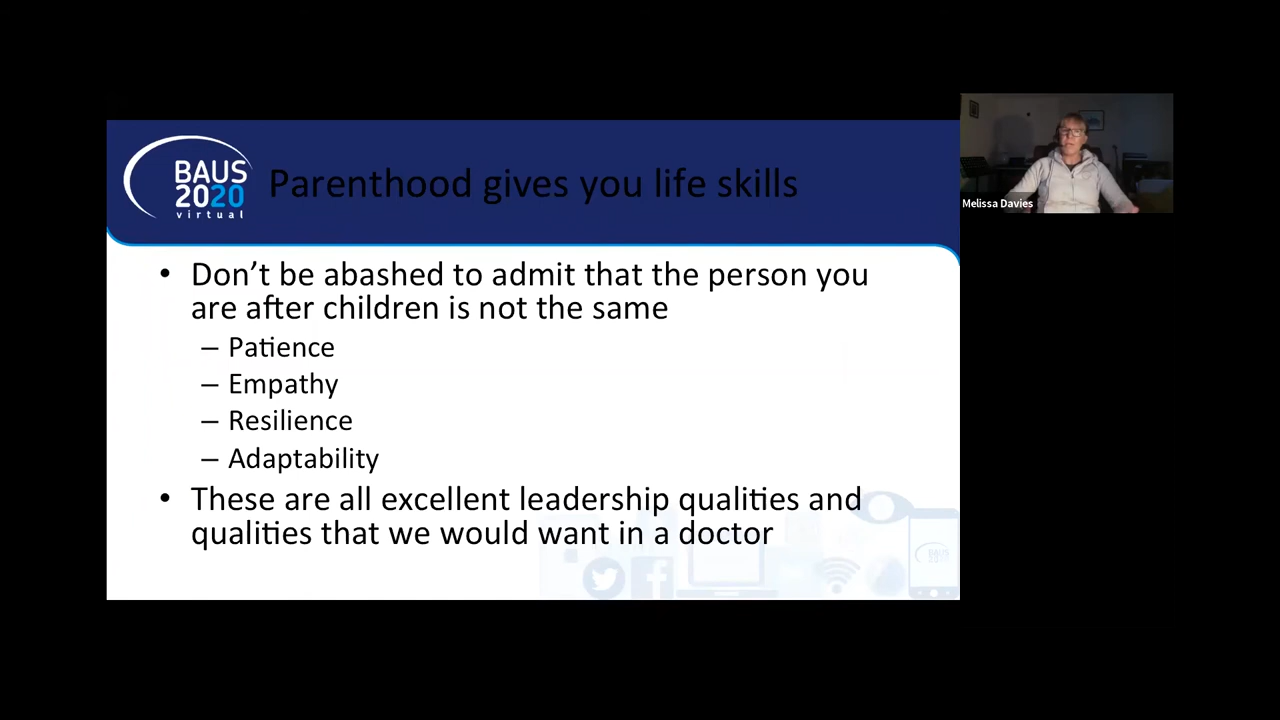 BAUS
2020
virtual
Parenthood gives you life skills
• Don’t be abashed to admit that the person you
are after children is not the same
– Patience
– Empathy
– Resilience
– Adaptability
• These are all excellent leadership qualities and
qualities that we would want in a doctor
BAUS
Melissa Davies